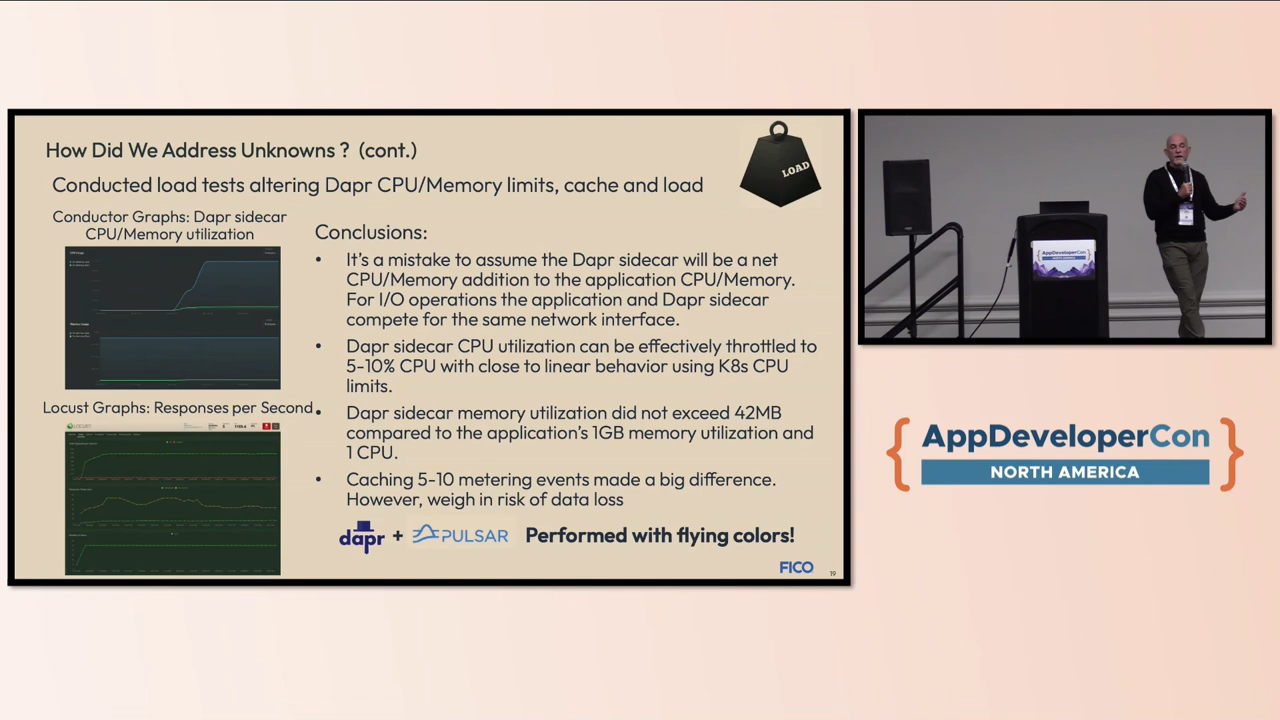 How Did We Address Unknowns ? (cont.)
LOAD
Conducted load tests altering Dapr CPU/Memory limits, cache and load
Conductor Graphs: Dapr sidecar
CPU/Memory utilization
Locust Graphs: Responses per Second
LOCUST
Conclusions:
• It's a mistake to assume the Dapr sidecar will be a net
CPU/Memory addition to the application CPU/Memory.
For I/O operations the application and Dapr sidecar
compete for the same network interface.
• Dapr sidecar CPU utilization can be effectively throttled to
5-10% CPU with close to linear behavior using K8s CPU
limits.
• Dapr sidecar memory utilization did not exceed 42MB
compared to the application's 1GB memory utilization and
1 CPU.
• Caching 5-10 metering events made a big difference.
However, weigh in risk of data loss
dapr + PULSAR Performed with flying colors!
FICO
19
AppDeveloperCon
AppDeveloperCon
NORTH AMERICA